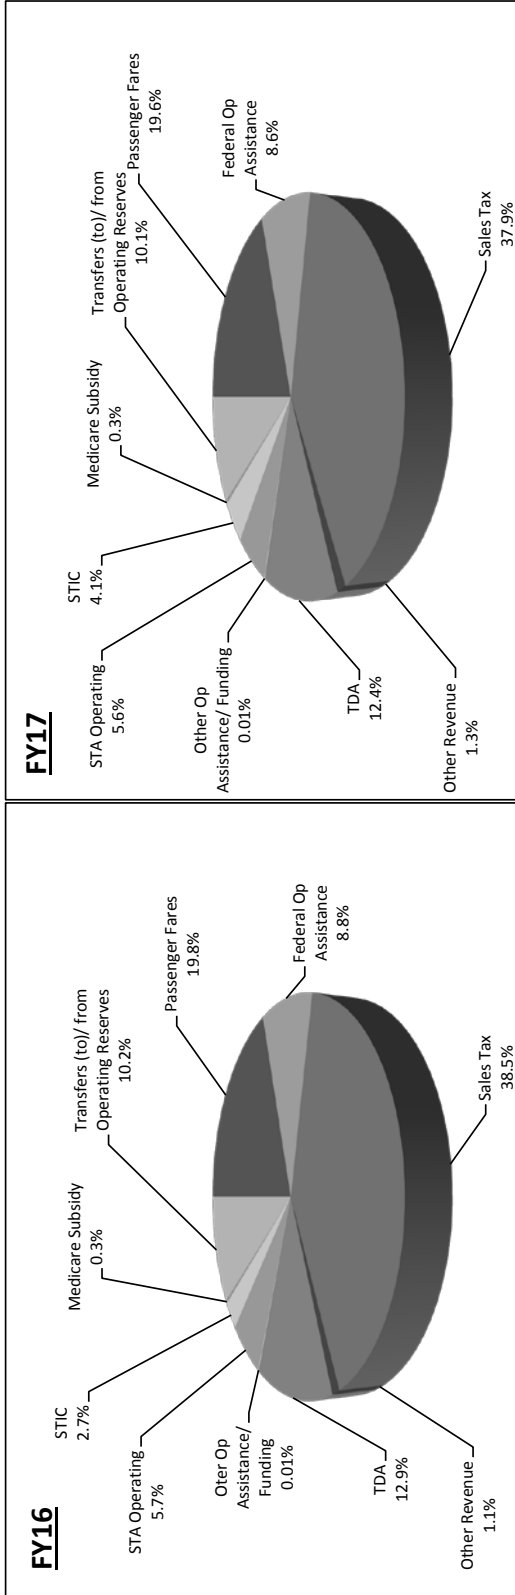 FY16
Transfers (to)/ from
Operating Reserves
10.2%
Passenger Fares
19.8%
Federal Op
Assistance
8.8%
Sales Tax
38.5%
Other Revenue
1.1%
TDA
12.9%
Oter Op
Assistance/
Funding
0.01%
STA Operating
5.7%
STIC
2.7%
Medicare Subsidy
0.3%
FY17
Transfers (to)/ from
Operating Reserves
10.1%
Passenger Fares
19.6%
Federal Op
Assistance
8.6%
Sales Tax
37.9%
Other Revenue
1.3%
TDA
12.4%
Other Op
Assistance/ Funding
0.01%
STA Operating
5.6%
STIC
4.1%
Medicare Subsidy
0.3%